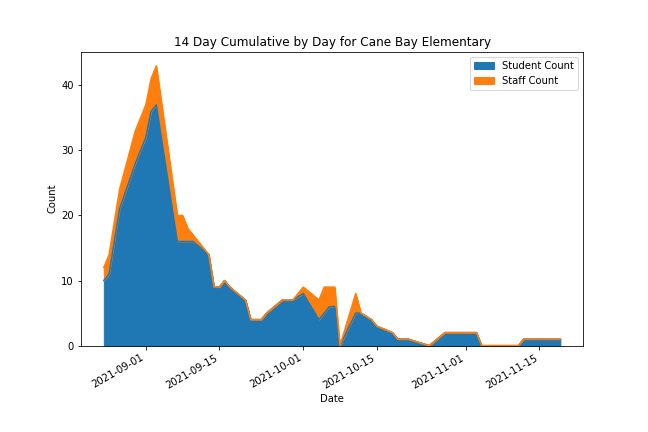 14 Day Cumulative by Day for Cane Bay Elementary
Student Count
Staff Count
40
30
20
10
0
Count
2021-09-01
2021-09-15
2021-10-01
2021-10-15
2021-11-01
2021-11-15
Date